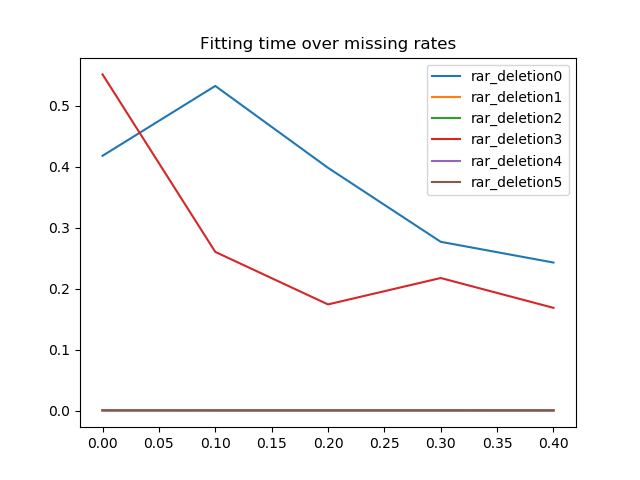 Fitting time over missing rates
rar_deletion0
rar_deletion1
rar_deletion2
rar_deletion3
rar_deletion4
rar_deletion5
0.5
0.4
0.3
0.2
0.1
0.0
0.00 0.05 0.10 0.15 0.20 0.25 0.30 0.35 0.40